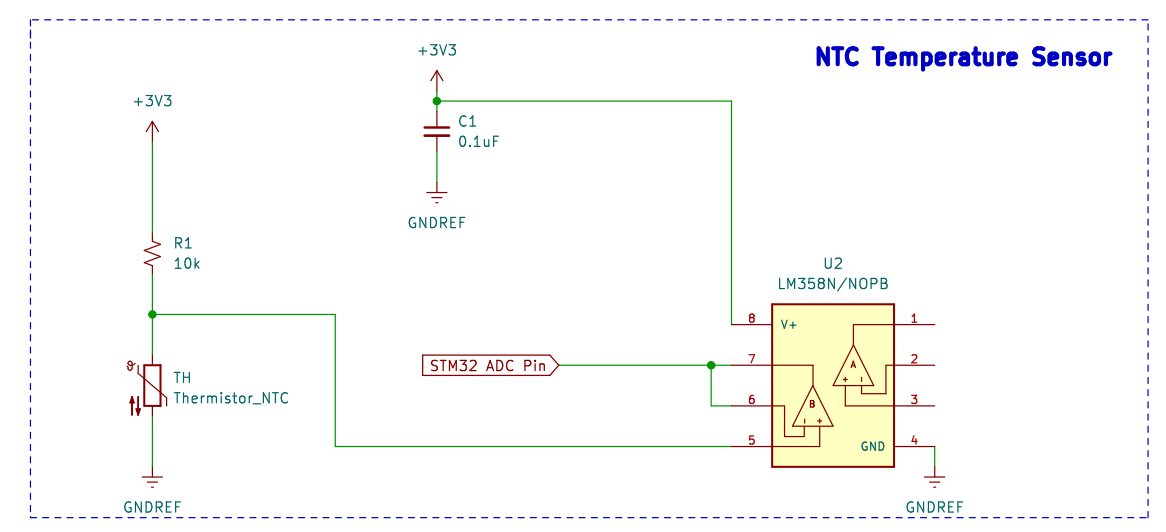 NTC Temperature Sensor
+3V3
+3V3
C1
0.1uF
GNDREF
R1
10k
U2
LM358N/NOPB
8
V+
1
STM32 ADC Pin
7
A
2
+ -
ϑ
TH
Thermistor_NTC
6
B
3
- +
5
GND
4
GNDREF
GNDREF